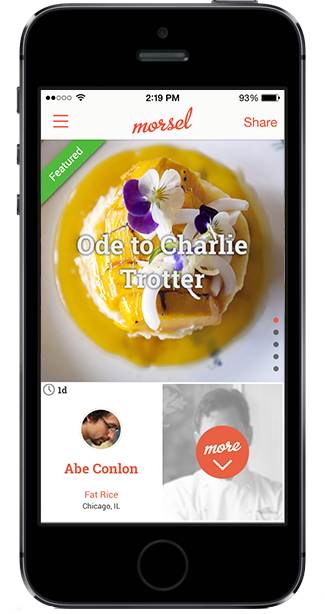 2:19 PM
93%
morsel
Share
Featured
Ode to Charlie
Trotter
1d
Abe Conlon
Fat Rice
Chicago, IL
more